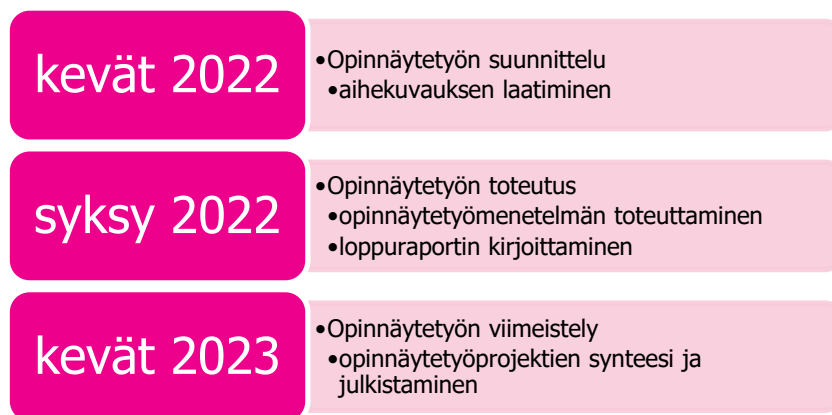 kevät 2022
•Opinnäytetyön suunnittelu
•aihekuvauksen laatiminen
syksy 2022
•Opinnäytetyön toteutus
•opinnäytetyömenetelmän toteuttaminen
•loppuraportin kirjoittaminen
kevät 2023
•Opinnäytetyön viimeistely
•opinnäytetyöprojektien synteesi ja
julkistaminen